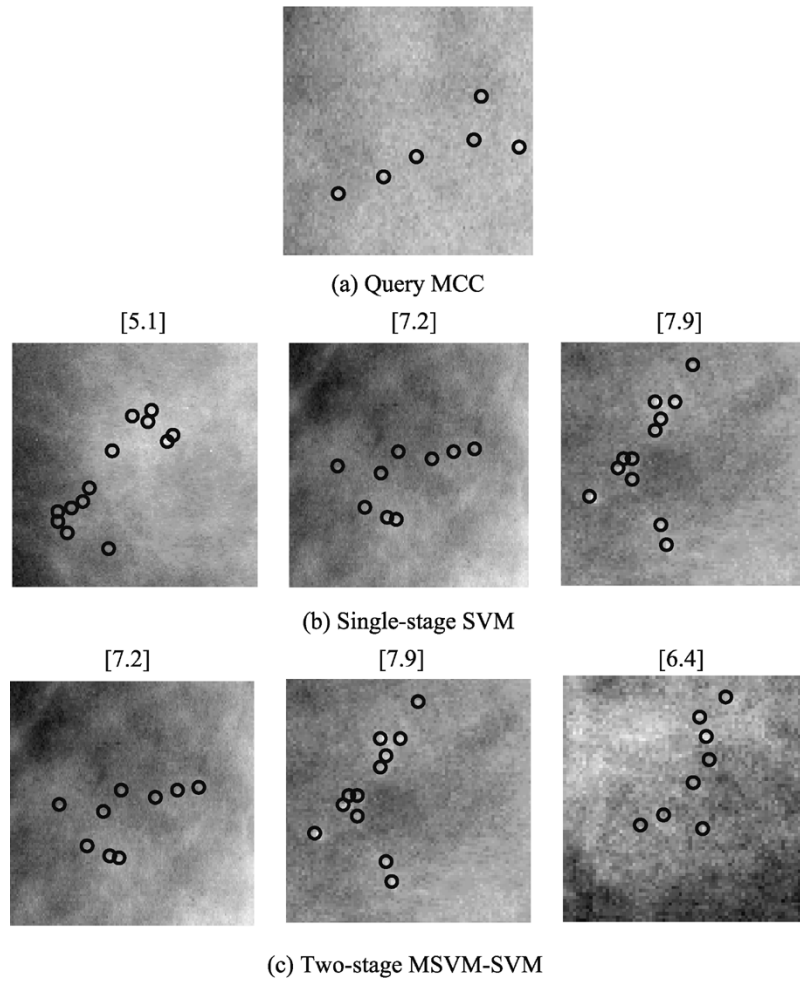 (a) Query MCC
[5.1] [7.2] [7.9]
(b) Single-stage SVM
[7.2] [7.9] [6.4]
(c) Two-stage MSVM-SVM